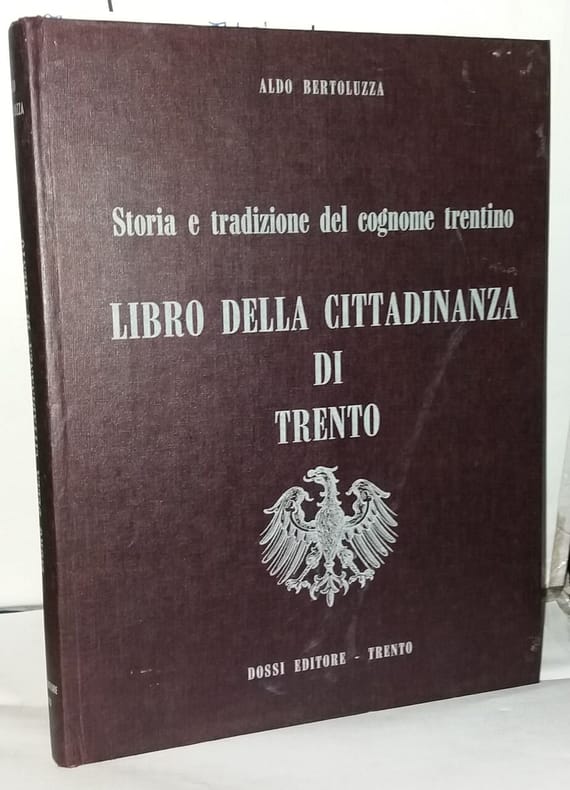 ALDO BERTOLUZZA
Storia e tradizione del cognome trentino
LIBRO DELLA CITTADINANZA
DI
TRENTO
DOSSI EDITORE - TRENTO